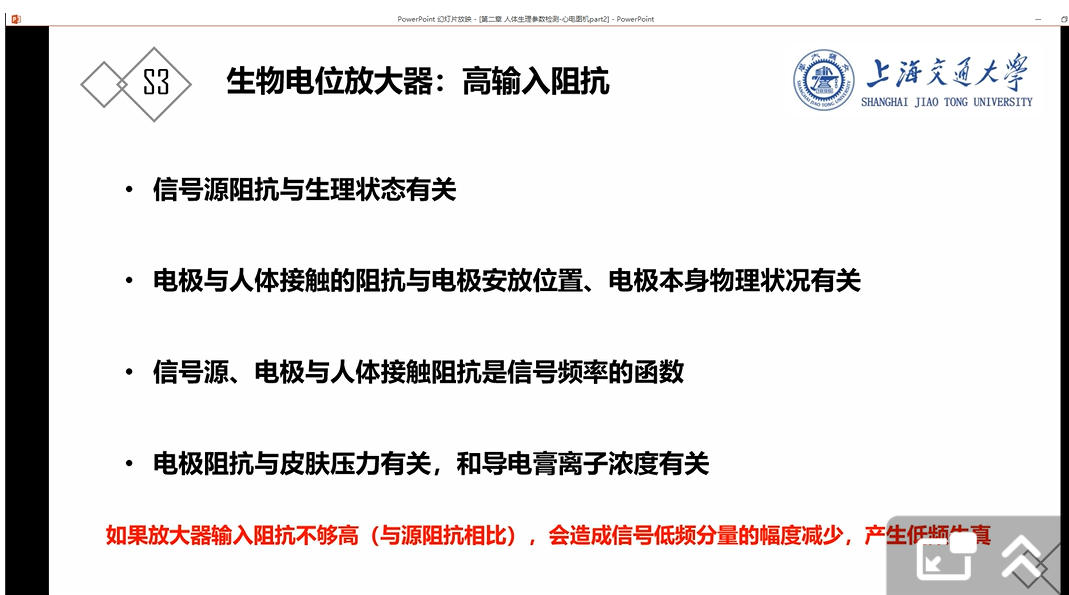 PowerPoint 幻灯片放映 - [第二章 人体生理参数检测-心电图机part2] - PowerPoint
S3
生物电位放大器：高输入阻抗
上海交通大学
SHANGHAI JIAO TONG UNIVERSITY
• 信号源阻抗与生理状态有关
• 电极与人体接触的阻抗与电极安放位置、电极本身物理状况有关
• 信号源、电极与人体接触阻抗是信号频率的函数
• 电极阻抗与皮肤压力有关，和导电膏离子浓度有关
如果放大器输入阻抗不够高（与源阻抗相比），会造成信号低频分量的幅度减少，产生低频失真